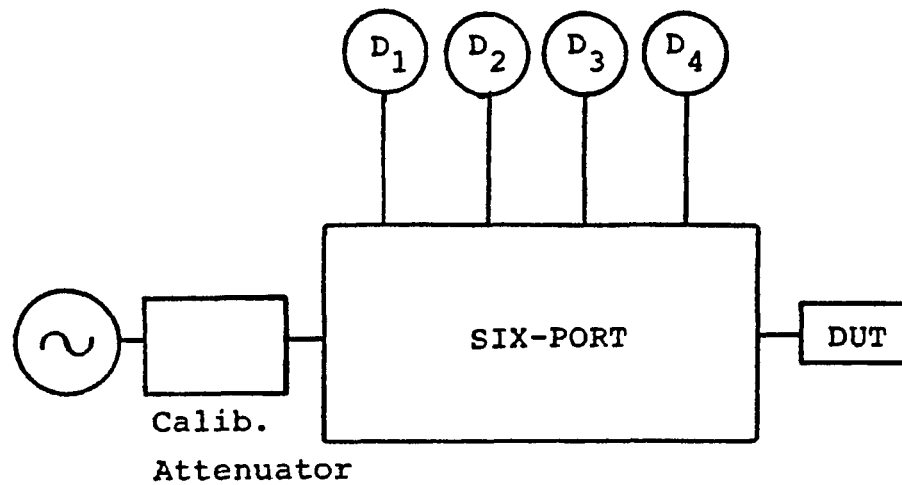 D1 D2 D3 D4
SIX-PORT
DUT
Calib.
Attenuator